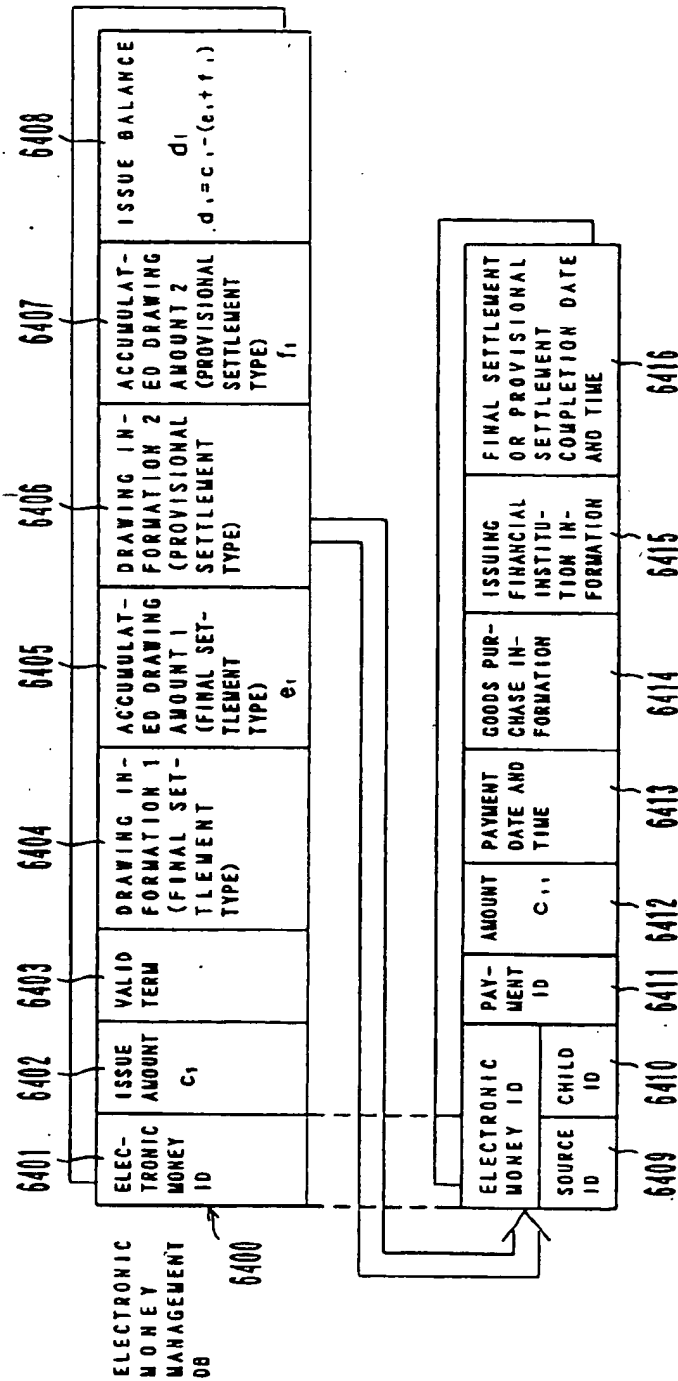 ELECTRONIC
MONEY
MANAGEMENT
DB
6400
6401
6402
6403
6404
6405
6406
6407
6408
ELEC-
TRONIC
MONEY
ID
ISSUE
AMOUNT
c₁
VALID
TERM
DRAWING IN-
FORMATION 1
(FINAL SET-
TLEMENT
TYPE)
ACCUMULAT-
ED DRAWING
AMOUNT 1
(FINAL SET-
TLEMENT
TYPE)
e₁
DRAWING IN-
FORMATION 2
(PROVISIONAL
SETTLEMENT
TYPE)
ACCUMULAT-
ED DRAWING
AMOUNT 2
(PROVISIONAL
SETTLEMENT
TYPE)
f₁
ISSUE BALANCE
d₁
d₁=c₁-(e₁+f₁)
ELECTRONIC
MONEY ID
SOURCE
ID
CHILD
ID
PAY-
MENT
ID
AMOUNT
c₁₁
PAYMENT
DATE AND
TIME
GOODS PUR-
CHASE IN-
FORMATION
ISSUING
FINANCIAL
INSTITU-
TION IN-
FORMATION
FINAL SETTLEMENT
OR PROVISIONAL
SETTLEMENT
COMPLETION DATE
AND TIME
6409
6410
6411
6412
6413
6414
6415
6416